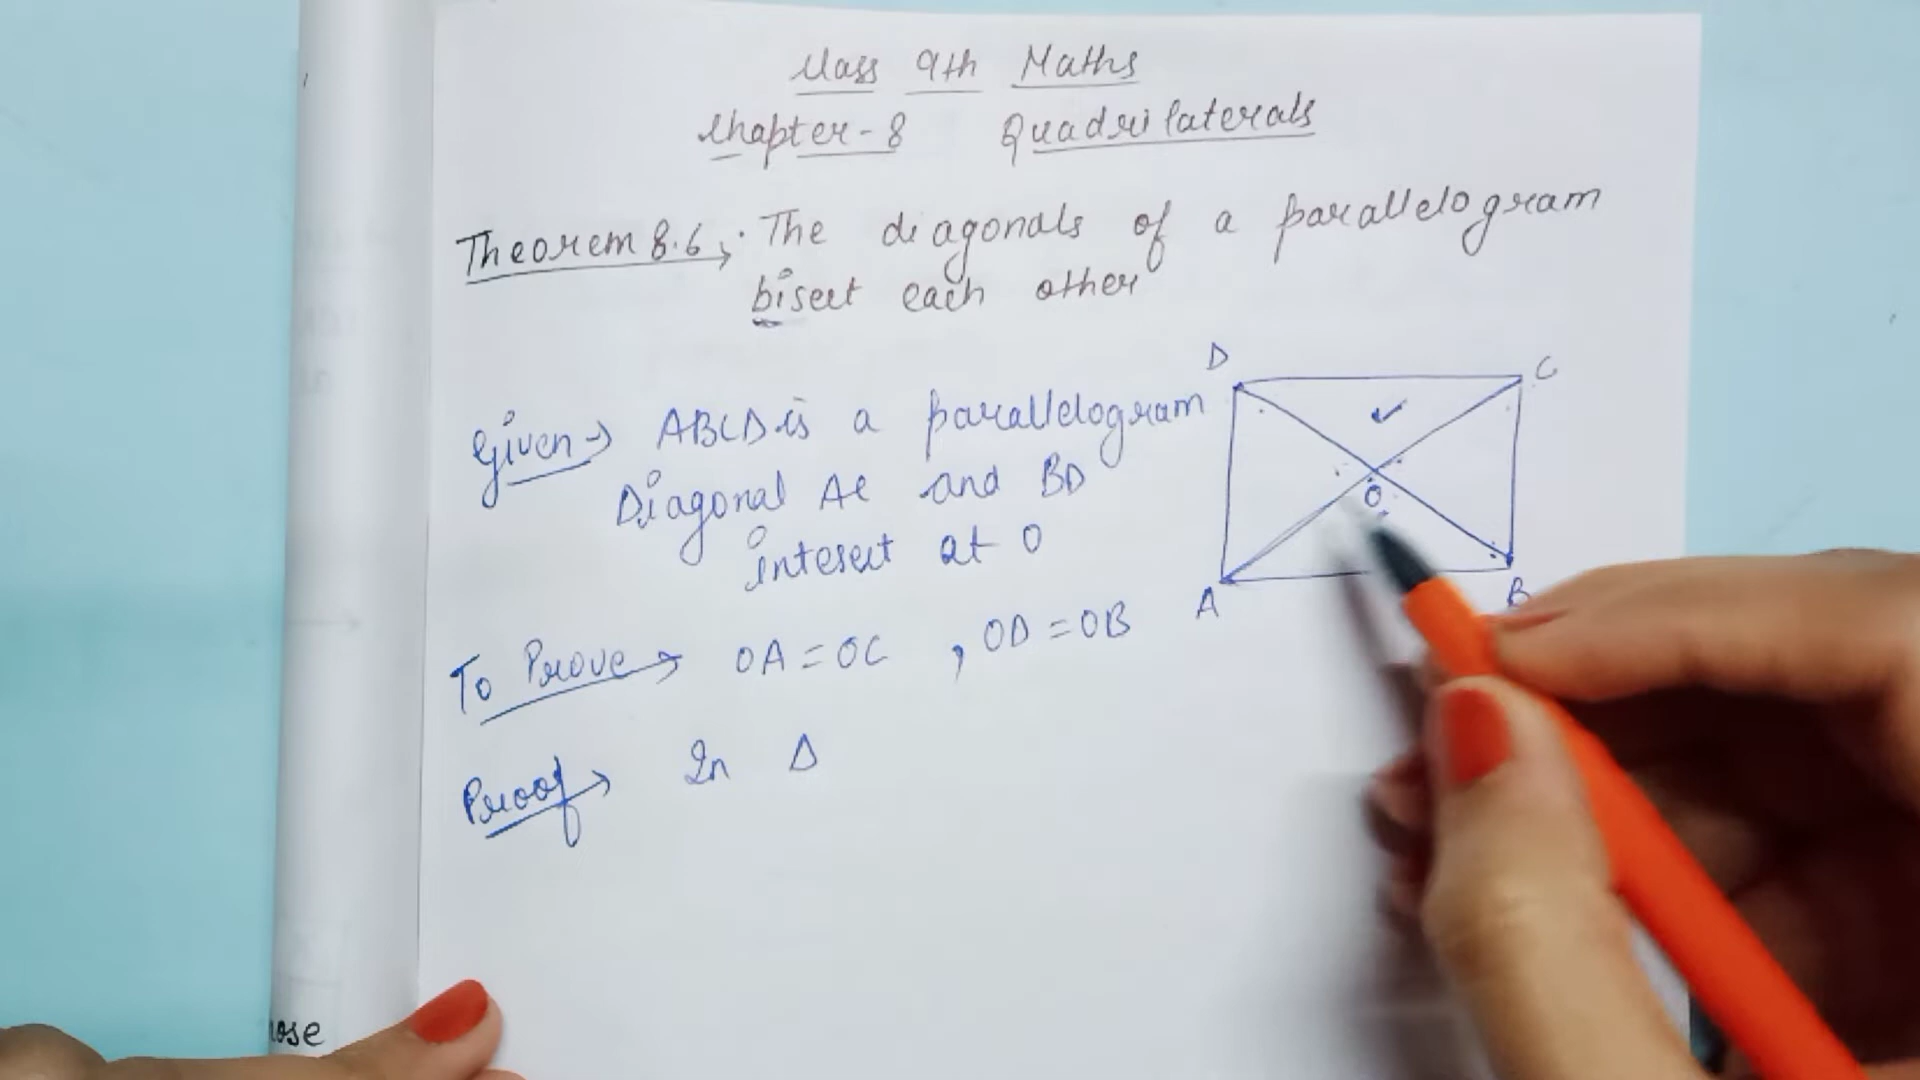 Class 9th Maths
Chapter-8 Quadrilaterals
Theorem 8.6 → The diagonals of a parallelogram
bisect each other
Given → ABCD is a parallelogram
Diagonal AC and BD
intesect at O
To Prove → OA = OC , OD = OB
Proof → In Δ
D
C
O
A
B
ose